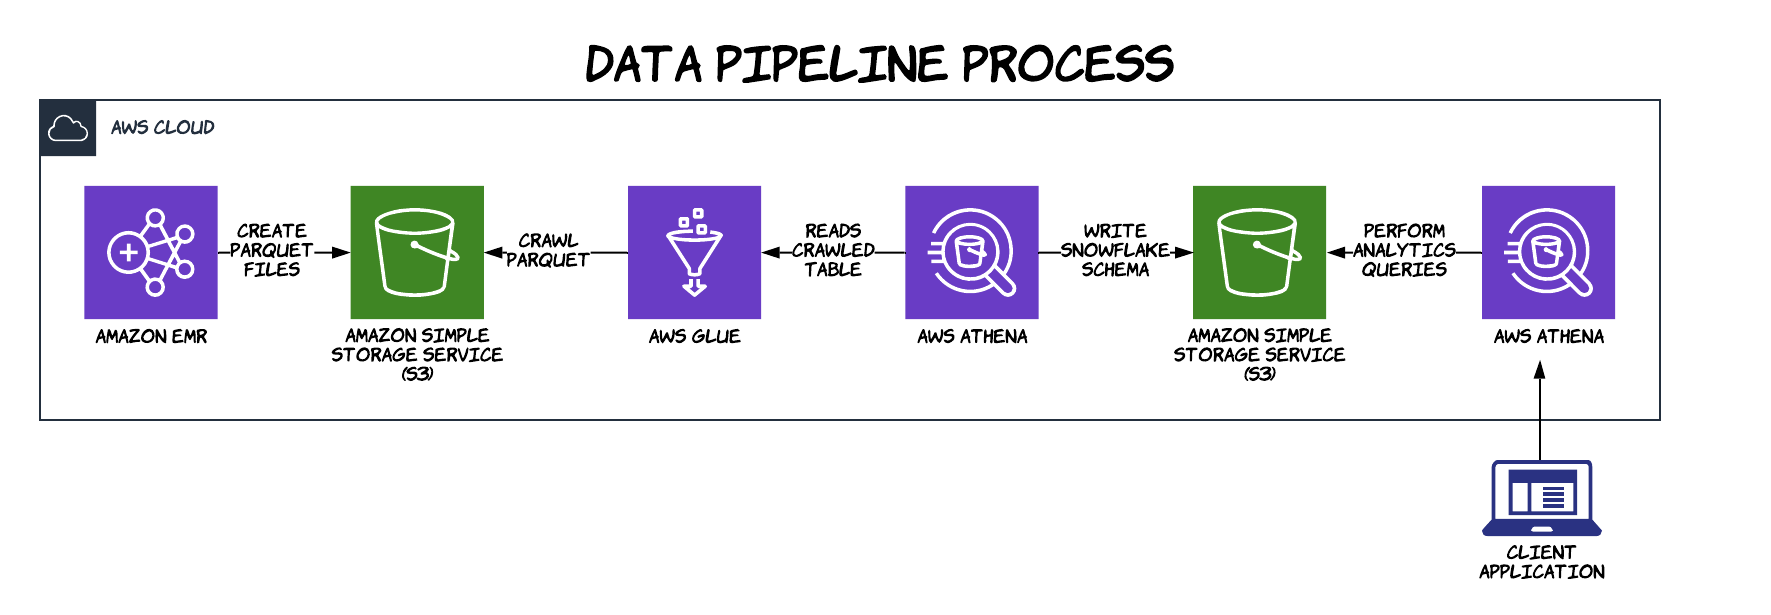 DATA PIPELINE PROCESS
AWS CLOUD
CREATE
PARQUET
FILES
CRAWL
PARQUET
READS
CRAWLED
TABLE
WRITE
SNOWFLAKE
SCHEMA
PERFORM
ANALYTICS
QUERIES
AMAZON EMR
AMAZON SIMPLE
STORAGE SERVICE
(S3)
AWS GLUE
AWS ATHENA
AMAZON SIMPLE
STORAGE SERVICE
(S3)
AWS ATHENA
CLIENT
APPLICATION